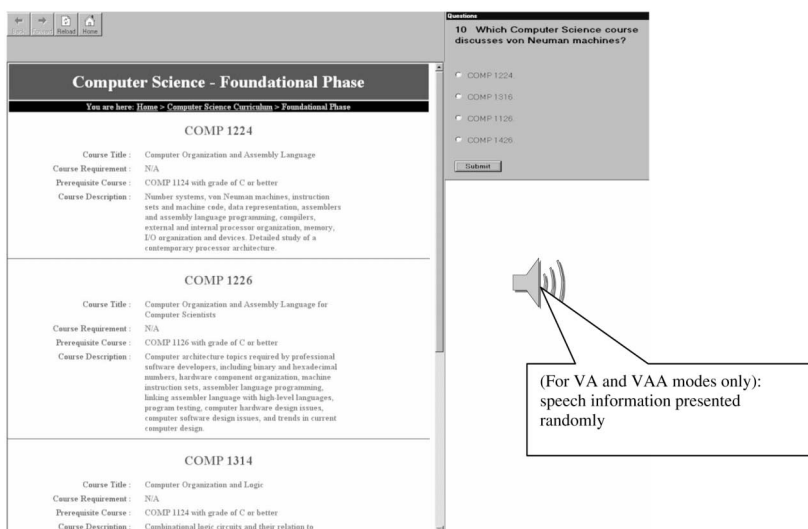 Reload Home
Computer Science - Foundational Phase
You are here: Home > Computer Science Curriculum > Foundational Phase
COMP 1224
Course Title : Computer Organization and Assembly Language
Course Requirement : N/A
Prerequisite Course : COMP 1124 with grade of C or better
Course Description : Number systems, von Neuman machines, instruction
sets and machine code, data representation, assemblers
and assembly language programming, compilers,
external and internal processor organization, memory,
I/O organization and devices. Detailed study of a
contemporary processor architecture.
COMP 1226
Course Title : Computer Organization and Assembly Language for
Computer Scientists
Course Requirement : N/A
Prerequisite Course : COMP 1126 with grade of C or better
Course Description : Computer architecture topics required by professional
software developers, including binary and hexadecimal
numbers, hardware component organization, machine
instruction sets, assembler language programming,
linking assembler language with high-level languages,
program testing, computer hardware design issues,
computer software design issues, and trends in current
computer design.
COMP 1314
Course Title : Computer Organization and Logic
Course Requirement : N/A
Prerequisite Course : COMP 1124 with grade of C or better
Course Description : Combinational logic circuits and their relation to
Questions
10 Which Computer Science course
discusses von Neuman machines?
COMP 1224.
COMP 1316.
COMP 1126.
COMP 1426.
Submit
(For VA and VAA modes only):
speech information presented
randomly